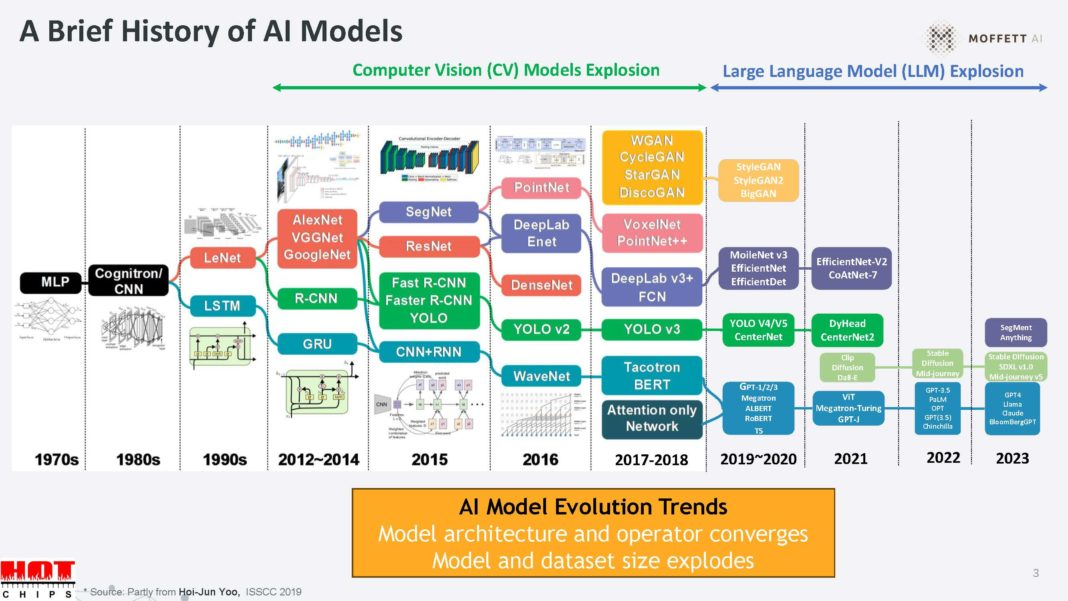 A Brief History of AI Models
MOFFETT AI
Computer Vision (CV) Models Explosion
Large Language Model (LLM) Explosion
MLP
Cognitron/
CNN
LeNet
LSTM
AlexNet
VGGNet
GoogleNet
R-CNN
GRU
Convolutional Encoder-Decoder
SegNet
ResNet
Fast R-CNN
Faster R-CNN
YOLO
CNN+RNN
CNN
PointNet
DeepLab
Enet
DenseNet
YOLO v2
WaveNet
WGAN
CycleGAN
StarGAN
DiscoGAN
VoxelNet
PointNet++
DeepLab v3+
FCN
YOLO v3
Tacotron
BERT
Attention only
Network
StyleGAN
StyleGAN2
BigGAN
MoileNet v3
EfficientNet
EfficientDet
YOLO V4/V5
CenterNet
GPT-1/2/3
Megatron
ALBERT
RoBERT
T5
EfficientNet-V2
CoAtNet-7
DyHead
CenterNet2
Clip
Diffusion
Dall-E
ViT
Megatron-Turing
GPT-J
Stable
Diffusion
Mid-journey
GPT-3.5
PaLM
OPT
GPT(3.5)
Chinchilla
SegMent
Anything
Stable Diffusion
SDXL v1.0
Mid-journey v5
GPT4
Llama
Claude
BloomBergGPT
1970s
1980s
1990s
2012~2014
2015
2016
2017-2018
2019~2020
2021
2022
2023
AI Model Evolution Trends
Model architecture and operator converges
Model and dataset size explodes
HOT
CHIPS
* Source: Partly from Hoi-Jun Yoo, ISSCC 2019
3